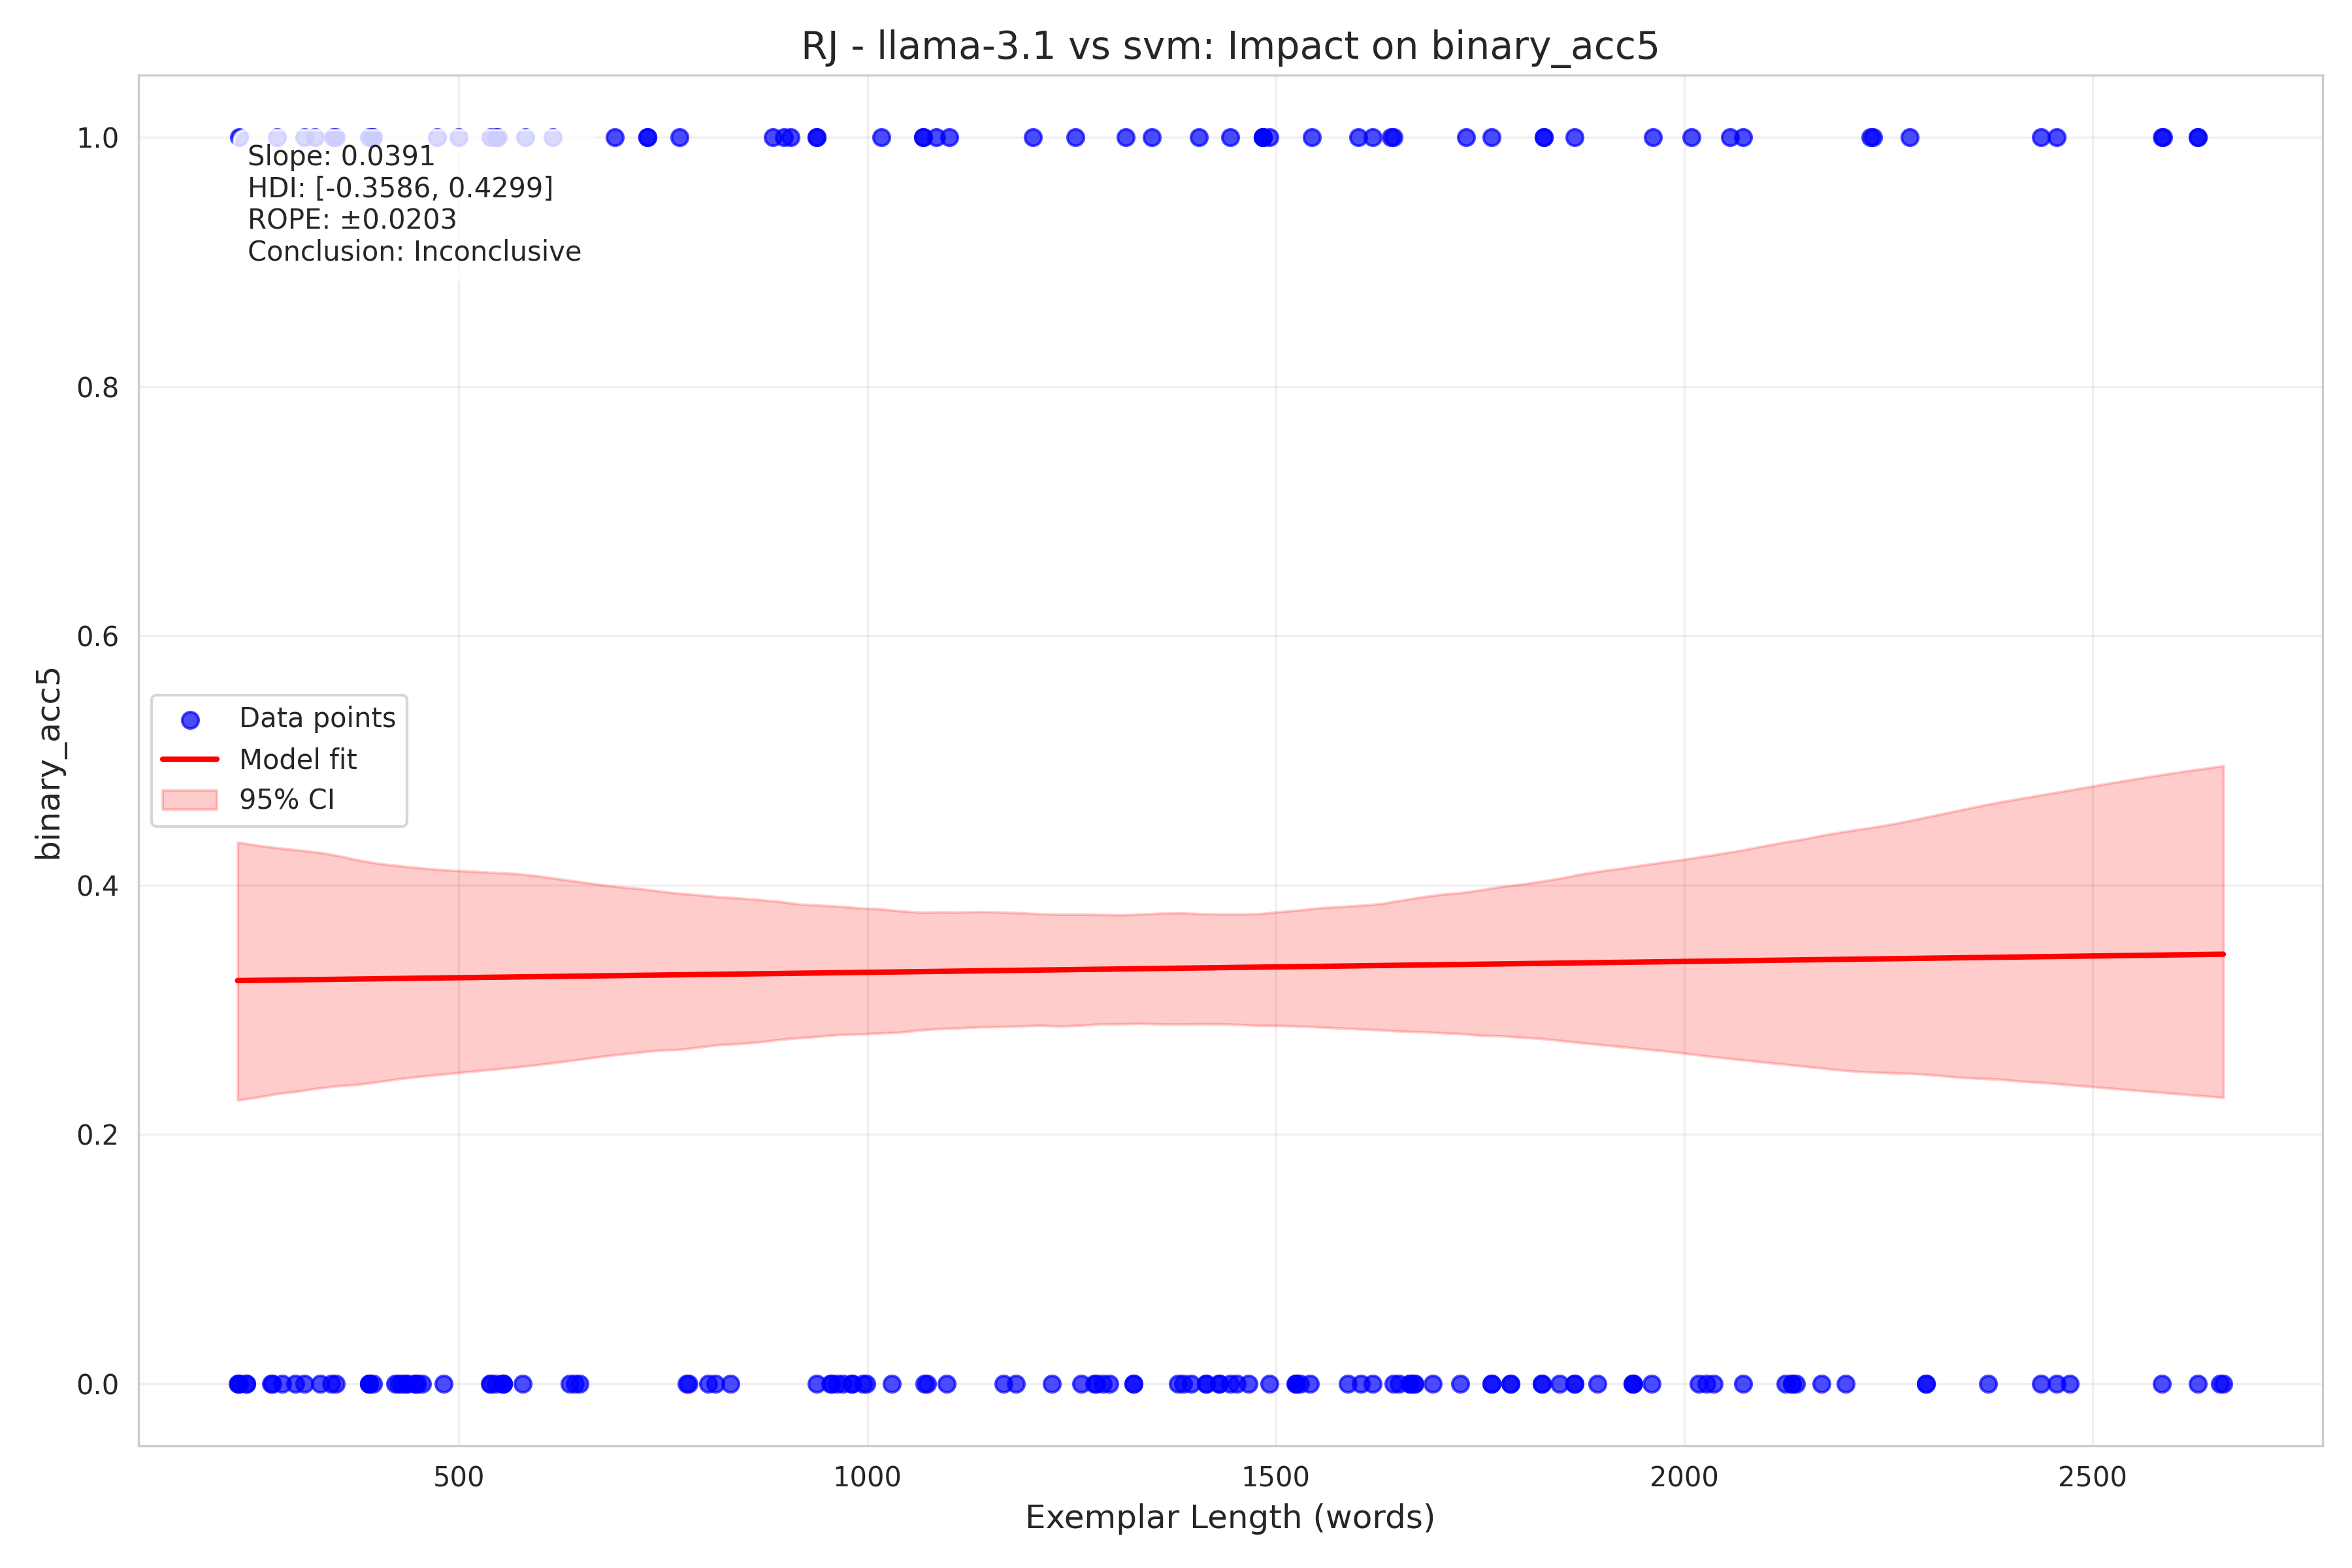 RJ - llama-3.1 vs svm: Impact on binary_acc5
1.0
Slope: 0.0391
HDI: [-0.3586, 0.4299]
ROPE: ±0.0203
Conclusion: Inconclusive
0.8
0.6
binary_acc5
Data points
Model fit
95% CI
0.4
0.2
0.0
500 1000 1500 2000 2500
Exemplar Length (words)